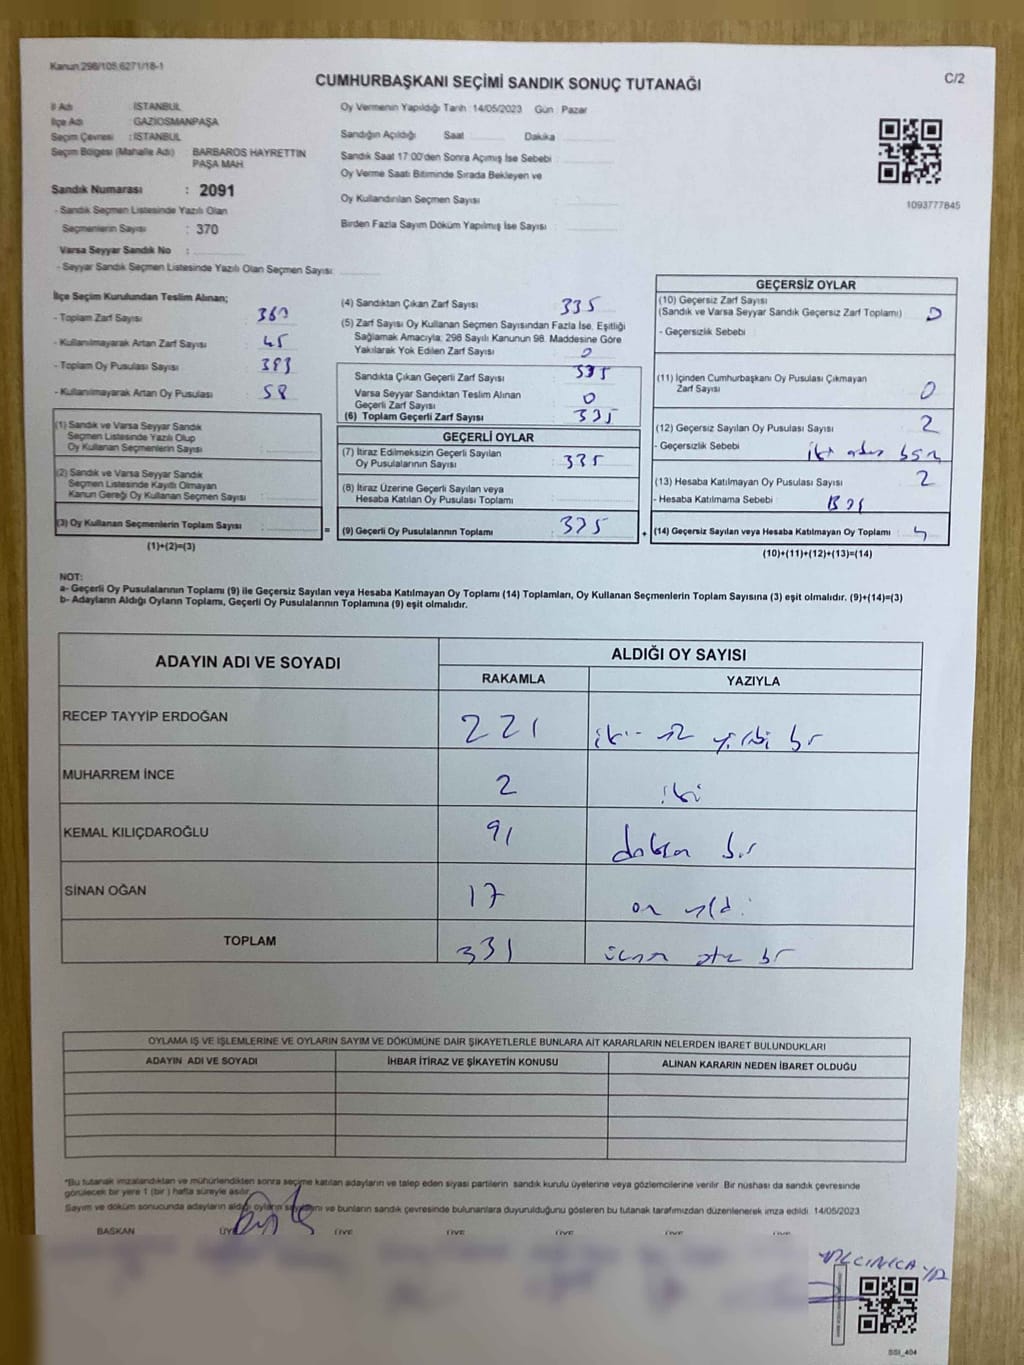 Kanun:298/105,6271/18-1
CUMHURBAŞKANI SEÇİMİ SANDIK SONUÇ TUTANAĞI
C/2
İl Adı : İSTANBUL
İlçe Adı : GAZİOSMANPAŞA
Seçim Çevresi : İSTANBUL
Seçim Bölgesi (Mahalle Adı) : BARBAROS HAYRETTIN PAŞA MAH.
Sandık Numarası : 2091
- Sandık Seçmen Listesinde Yazılı Olan
Seçmenlerin Sayısı : 370
Varsa Seyyar Sandık No :
- Seyyar Sandık Seçmen Listesinde Yazılı Olan Seçmen Sayısı:
Oy Vermenin Yapıldığı Tarih : 14/05/2023 Gün : Pazar
Sandığın Açıldığı Saat Dakika
Sandık Saat 17:00'den Sonra Açılmış İse Sebebi
Oy Verme Saati Bitiminde Sırada Bekleyen ve
Oy Kullandırılan Seçmen Sayısı
Birden Fazla Sayım Döküm Yapılmış İse Sayısı
1093777845
İlçe Seçim Kurulundan Teslim Alınan;
- Toplam Zarf Sayısı :
- Kullanılmayarak Artan Zarf Sayısı : 45
- Toplam Oy Pusulası Sayısı : 393
- Kullanılmayarak Artan Oy Pusulası : 58
(1) Sandık ve Varsa Seyyar Sandık
Seçmen Listesinde Yazılı Olup
Oy Kullanan Seçmenlerin Sayısı :
(2) Sandık ve Varsa Seyyar Sandık
Seçmen Listesinde Kayıtlı Olmayan
Kanun Gereği Oy Kullanan Seçmen Sayısı :
(3) Oy Kullanan Seçmenlerin Toplam Sayısı : =
(1)+(2)=(3)
(4) Sandıktan Çıkan Zarf Sayısı : 335
(5) Zarf Sayısı Oy Kullanan Seçmen Sayısından Fazla İse, Eşitliği
Sağlamak Amacıyla; 298 Sayılı Kanunun 98. Maddesine Göre
Yakılarak Yok Edilen Zarf Sayısı : 0
Sandıkta Çıkan Geçerli Zarf Sayısı : 335
Varsa Seyyar Sandıktan Teslim Alınan
Geçerli Zarf Sayısı : 0
(6) Toplam Geçerli Zarf Sayısı : 335
GEÇERLİ OYLAR
(7) İtiraz Edilmeksizin Geçerli Sayılan
Oy Pusulalarının Sayısı : 335
(8) İtiraz Üzerine Geçerli Sayılan veya
Hesaba Katılan Oy Pusulası Toplamı :
(9) Geçerli Oy Pusulalarının Toplamı : 335 +
GEÇERSİZ OYLAR
(10) Geçersiz Zarf Sayısı
(Sandık ve Varsa Seyyar Sandık Geçersiz Zarf Toplamı) : 0
- Geçersizlik Sebebi
(11) İçinden Cumhurbaşkanı Oy Pusulası Çıkmayan
Zarf Sayısı : 0
(12) Geçersiz Sayılan Oy Pusulası Sayısı : 2
- Geçersizlik Sebebi : iki adet
(13) Hesaba Katılmayan Oy Pusulası Sayısı : 2
- Hesaba Katılmama Sebebi :
(14) Geçersiz Sayılan veya Hesaba Katılmayan Oy Toplamı : 4
(10)+(11)+(12)+(13)=(14)
NOT:
a- Geçerli Oy Pusulalarının Toplamı (9) ile Geçersiz Sayılan veya Hesaba Katılmayan Oy Toplamı (14) Toplamları, Oy Kullanan Seçmenlerin Toplam Sayısına (3) eşit olmalıdır. (9)+(14)=(3)
b- Adayların Aldığı Oyların Toplamı, Geçerli Oy Pusulalarının Toplamına (9) eşit olmalıdır.
ADAYIN ADI VE SOYADI ALDIĞI OY SAYISI
RAKAMLA YAZIYLA
RECEP TAYYİP ERDOĞAN 221 iki yüz yirmi bir
MUHARREM İNCE 2 iki
KEMAL KILIÇDAROĞLU 91 doksan bir
SİNAN OĞAN 17 on yedi
TOPLAM 331 üçyüz otuz bir
OYLAMA İŞ VE İŞLEMLERİNE VE OYLARIN SAYIM VE DÖKÜMÜNE DAİR ŞİKAYETLERLE BUNLARA AİT KARARLARIN NELERDEN İBARET BULUNDUKLARI
ADAYIN ADI VE SOYADI İHBAR İTİRAZ VE ŞİKAYETİN KONUSU ALINAN KARARIN NEDEN İBARET OLDUĞU
*Bu tutanak imzalandıktan ve mühürlendikten sonra seçime katılan adayların ve talep eden siyasi partilerin sandık kurulu üyelerine veya gözlemcilerine verilir. Bir nüshası da sandık çevresinde
görülecek bir yere 1 (bir ) hafta süreyle asılır.
Sayım ve döküm sonucunda adayların aldığı oyların sayısını ve bunların sandık çevresinde bulunanlara duyurulduğunu gösteren bu tutanak tarafımızdan düzenlenerek imza edildi. 14/05/2023
BAŞKAN ÜYE ÜYE ÜYE ÜYE ÜYE ÜYE
SSI_404